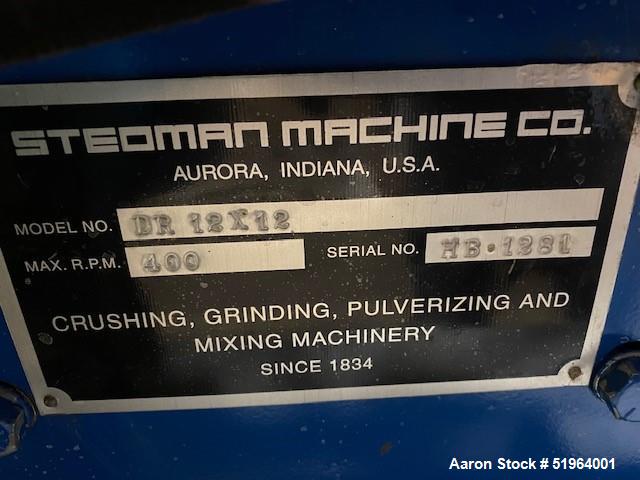 STEDMAN MACHINE CO.
AURORA, INDIANA, U.S.A.
MODEL NO. DR 12X12
MAX. R.P.M. 400 SERIAL NO. HB•1281
CRUSHING, GRINDING, PULVERIZING AND
MIXING MACHINERY
SINCE 1834
Aaron Stock # 51964001